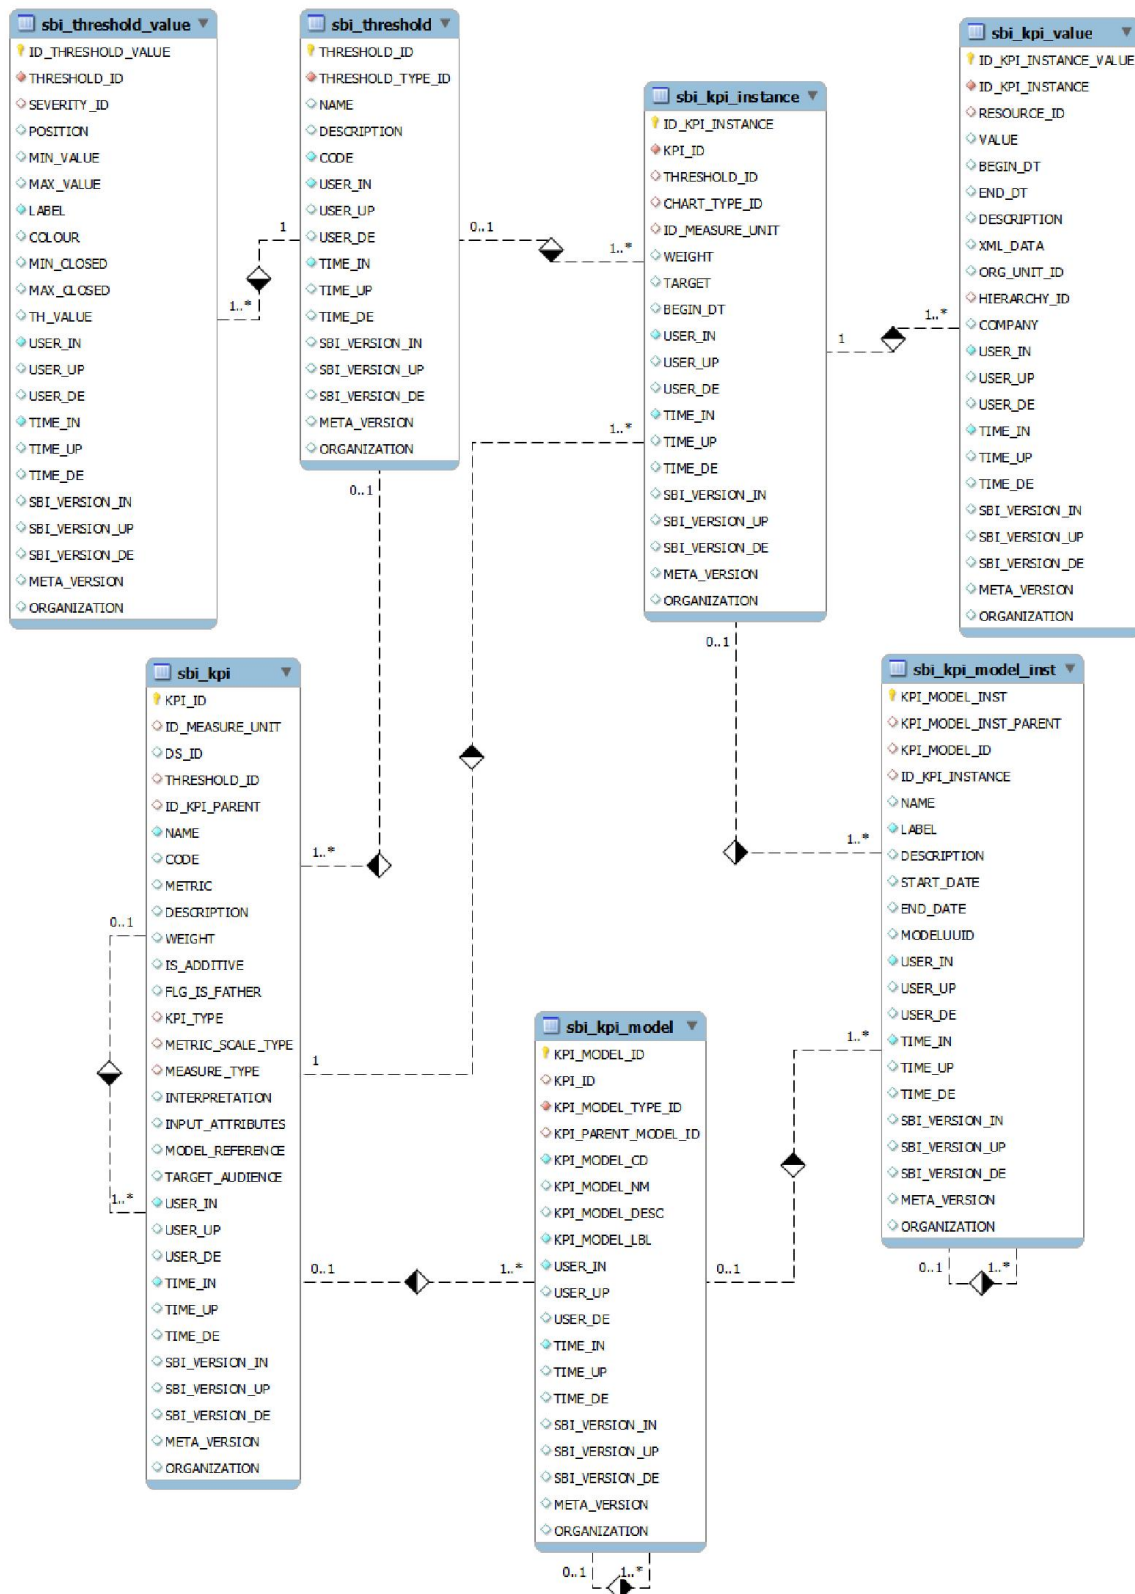 sbi_threshold_value
ID_THRESHOLD_VALUE
THRESHOLD_ID
SEVERITY_ID
POSITION
MIN_VALUE
MAX_VALUE
LABEL
COLOUR
MIN_CLOSED
MAX_CLOSED
TH_VALUE
USER_IN
USER_UP
USER_DE
TIME_IN
TIME_UP
TIME_DE
SBI_VERSION_IN
SBI_VERSION_UP
SBI_VERSION_DE
META_VERSION
ORGANIZATION
1
1..*
sbi_threshold
THRESHOLD_ID
THRESHOLD_TYPE_ID
NAME
DESCRIPTION
CODE
USER_IN
USER_UP
USER_DE
TIME_IN
TIME_UP
TIME_DE
SBI_VERSION_IN
SBI_VERSION_UP
SBI_VERSION_DE
META_VERSION
ORGANIZATION
0..1
1..*
0..1
1..*
sbi_kpi_instance
ID_KPI_INSTANCE
KPI_ID
THRESHOLD_ID
CHART_TYPE_ID
ID_MEASURE_UNIT
WEIGHT
TARGET
BEGIN_DT
USER_IN
USER_UP
USER_DE
TIME_IN
TIME_UP
TIME_DE
SBI_VERSION_IN
SBI_VERSION_UP
SBI_VERSION_DE
META_VERSION
ORGANIZATION
1
1..*
0..1
sbi_kpi_value
ID_KPI_INSTANCE_VALUE
ID_KPI_INSTANCE
RESOURCE_ID
VALUE
BEGIN_DT
END_DT
DESCRIPTION
XML_DATA
ORG_UNIT_ID
HIERARCHY_ID
COMPANY
USER_IN
USER_UP
USER_DE
TIME_IN
TIME_UP
TIME_DE
SBI_VERSION_IN
SBI_VERSION_UP
SBI_VERSION_DE
META_VERSION
ORGANIZATION
sbi_kpi
KPI_ID
ID_MEASURE_UNIT
DS_ID
THRESHOLD_ID
ID_KPI_PARENT
NAME
CODE
METRIC
DESCRIPTION
WEIGHT
IS_ADDITIVE
FLG_IS_FATHER
KPI_TYPE
METRIC_SCALE_TYPE
MEASURE_TYPE
INTERPRETATION
INPUT_ATTRIBUTES
MODEL_REFERENCE
TARGET_AUDIENCE
USER_IN
USER_UP
USER_DE
TIME_IN
TIME_UP
TIME_DE
SBI_VERSION_IN
SBI_VERSION_UP
SBI_VERSION_DE
META_VERSION
ORGANIZATION
1..*
0..1
1..*
1
0..1
1..*
sbi_kpi_model
KPI_MODEL_ID
KPI_ID
KPI_MODEL_TYPE_ID
KPI_PARENT_MODEL_ID
KPI_MODEL_CD
KPI_MODEL_NM
KPI_MODEL_DESC
KPI_MODEL_LBL
USER_IN
USER_UP
USER_DE
TIME_IN
TIME_UP
TIME_DE
SBI_VERSION_IN
SBI_VERSION_UP
SBI_VERSION_DE
META_VERSION
ORGANIZATION
0..1
0..1
1..*
sbi_kpi_model_inst
KPI_MODEL_INST
KPI_MODEL_INST_PARENT
KPI_MODEL_ID
ID_KPI_INSTANCE
NAME
LABEL
DESCRIPTION
START_DATE
END_DATE
MODELUUID
USER_IN
USER_UP
USER_DE
TIME_IN
TIME_UP
TIME_DE
SBI_VERSION_IN
SBI_VERSION_UP
SBI_VERSION_DE
META_VERSION
ORGANIZATION
1..*
1..*
0..1
1..*